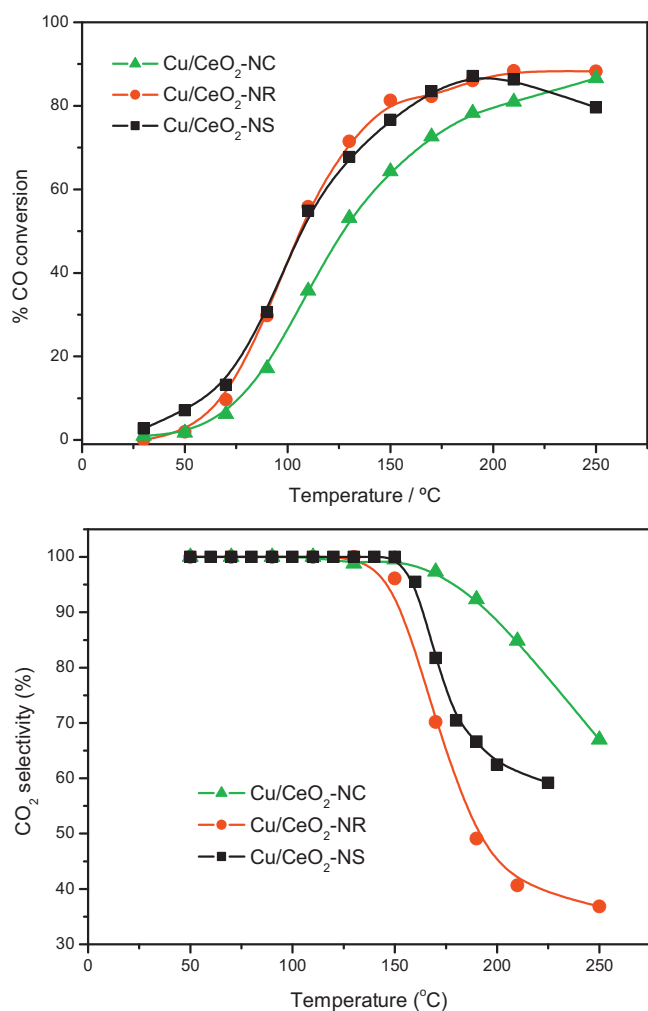 100
80
60
40
20
0
% CO conversion
Cu/CeO₂-NC
Cu/CeO₂-NR
Cu/CeO₂-NS
0 50 100 150 200 250
Temperature / ºC
100
90
80
70
60
50
40
30
CO₂ selectivity (%)
Cu/CeO₂-NC
Cu/CeO₂-NR
Cu/CeO₂-NS
0 50 100 150 200 250
Temperature (°C)